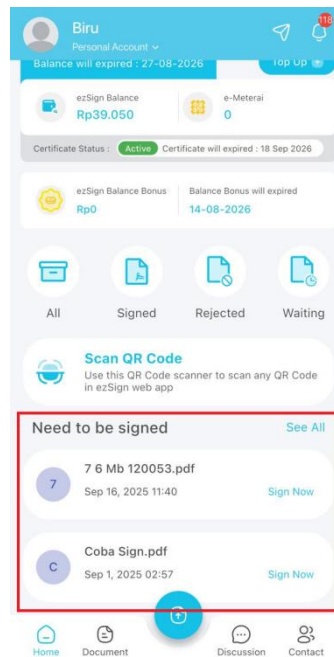 Biru
118
Personal Account
Balance will expired : 27-08-2026
Top Up
ezSign Balance
Rp39.050
e-Meterai
0
Certificate Status : Active Certificate will expired : 18 Sep 2026
ezSign Balance Bonus
Rp0
Balance Bonus will expired
14-08-2026
All Signed Rejected Waiting
Scan QR Code
Use this QR Code scanner to scan any QR Code
in ezSign web app
Need to be signed See All
7
7 6 Mb 120053.pdf
Sep 16, 2025 11:40 Sign Now
C
Coba Sign.pdf
Sep 1, 2025 02:57 Sign Now
Home Document Discussion Contact